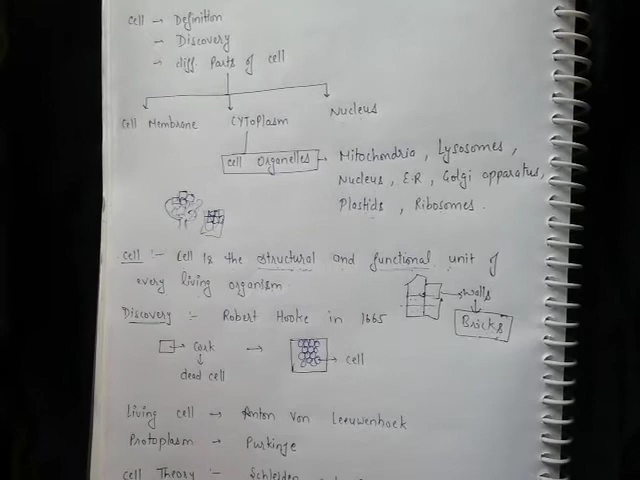 Cell → Definition
→ Discovery
→ diff. Parts of cell
Cell Membrane Cytoplasm Nucleus
Cell Organelles → Mitochondria, Lysosomes,
Nucleus, E.R, Golgi apparatus,
Plastids, Ribosomes.
Cell :- Cell is the structural and functional unit of
every living organism
→ walls
Discovery :- Robert Hooke in 1665
Bricks
→ Cork → → cell
dead cell
Living cell → Anton Von Leeuwenhoek
Protoplasm → Purkinje
Cell Theory :- Schleiden